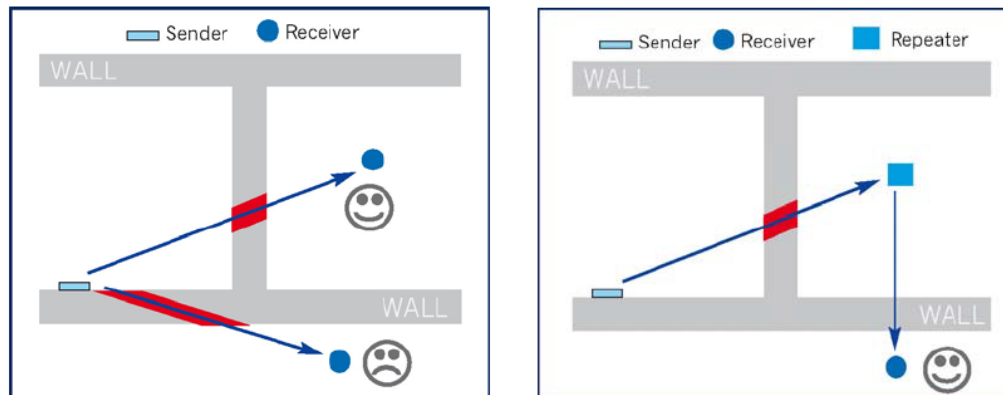 Sender Receiver
WALL
WALL
Sender Receiver Repeater
WALL
WALL